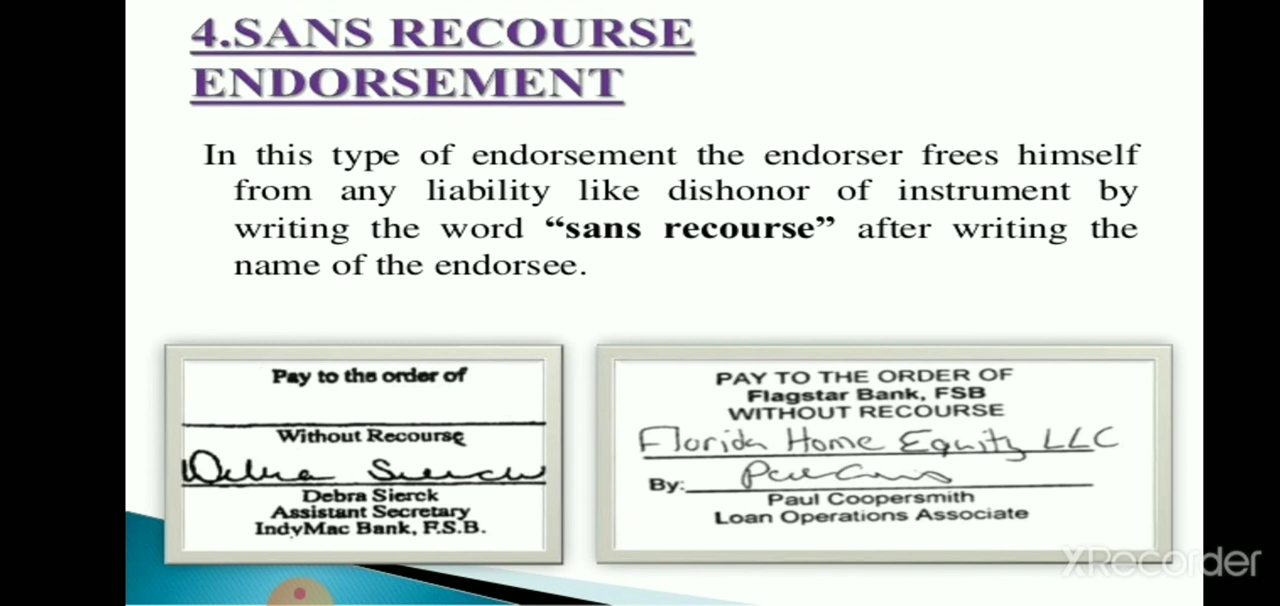 4.SANS RECOURSE
ENDORSEMENT
In this type of endorsement the endorser frees himself
from any liability like dishonor of instrument by
writing the word “sans recourse” after writing the
name of the endorsee.
Pay to the order of
Without Recourse
Debra Sierck
Debra Sierck
Assistant Secretary
IndyMac Bank, F.S.B.
PAY TO THE ORDER OF
Flagstar Bank, FSB
WITHOUT RECOURSE
Florida Home Equity LLC
By:
Paul Coopersmith
Loan Operations Associate
XRecorder